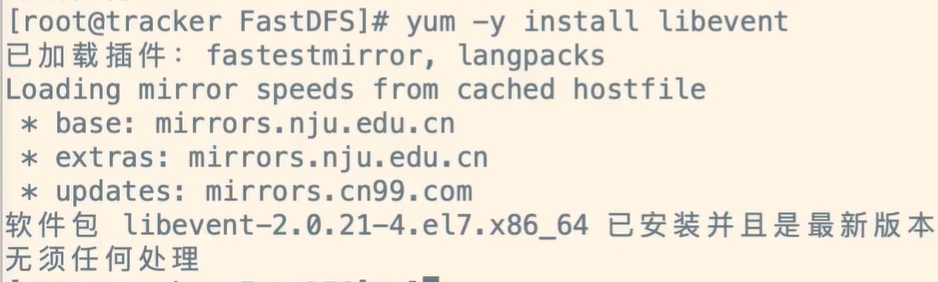 [root@tracker FastDFS]# yum -y install libevent
已加载插件：fastestmirror, langpacks
Loading mirror speeds from cached hostfile
 * base: mirrors.nju.edu.cn
 * extras: mirrors.nju.edu.cn
 * updates: mirrors.cn99.com
软件包 libevent-2.0.21-4.el7.x86_64 已安装并且是最新版本
无须任何处理